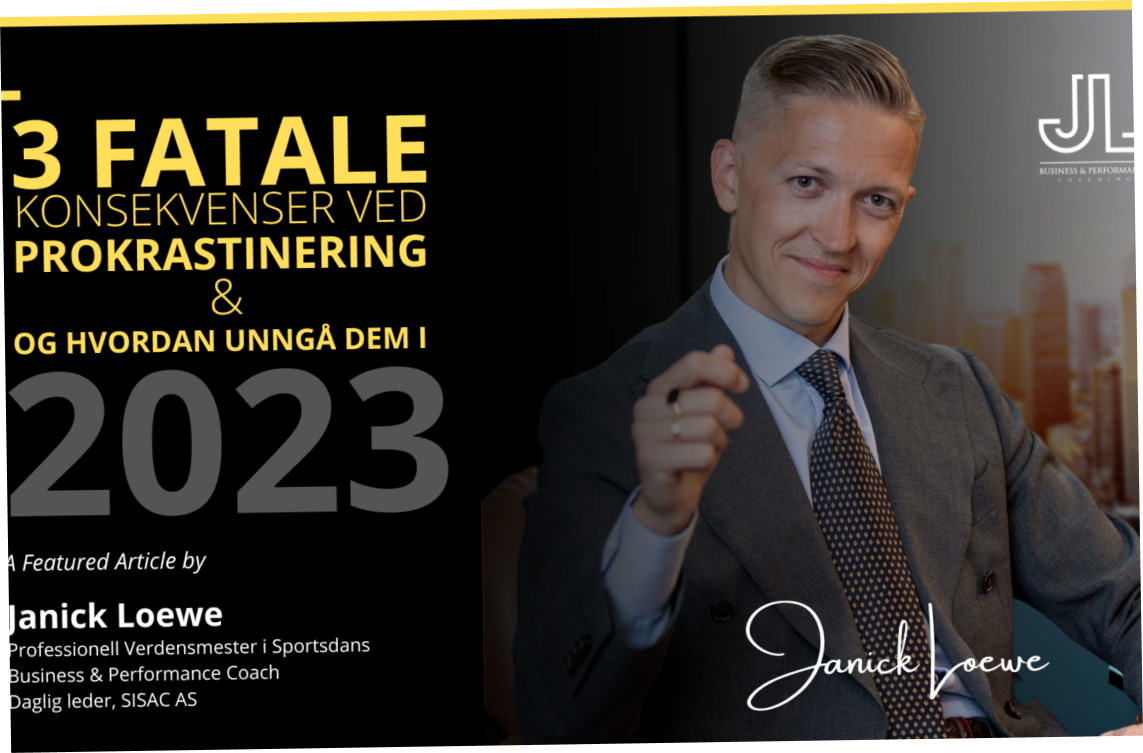 3 FATALE
KONSEKVENSER VED
PROKRASTINERING
&
OG HVORDAN UNNGÅ DEM I
2023
A Featured Article by
Janick Loewe
Professionell Verdensmester i Sportsdans
Business & Performance Coach
Daglig leder, SISAC AS
JL
BUSINESS &
COACHING
Janick Loewe